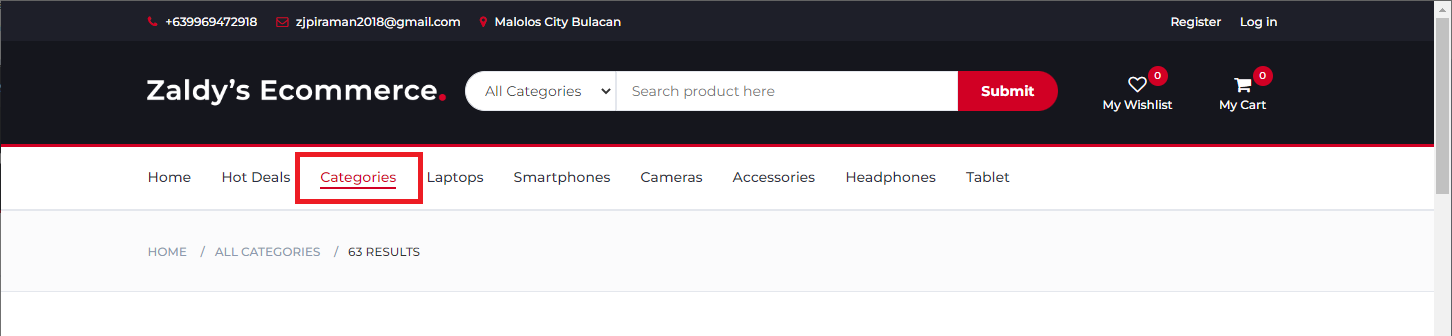 +639969472918 zjpiraman2018@gmail.com Malolos City Bulacan Register Log in
Zaldy's Ecommerce. All Categories Search product here Submit 0 My Wishlist 0 My Cart
Home Hot Deals Categories Laptops Smartphones Cameras Accessories Headphones Tablet
HOME / ALL CATEGORIES / 63 RESULTS